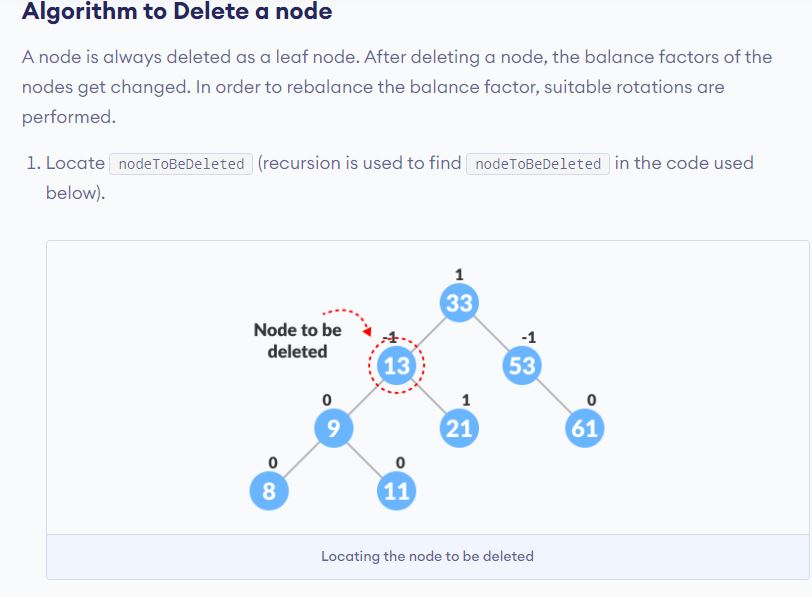 Algorithm to Delete a node
A node is always deleted as a leaf node. After deleting a node, the balance factors of the
nodes get changed. In order to rebalance the balance factor, suitable rotations are
performed.
1. Locate nodeToBeDeleted (recursion is used to find nodeToBeDeleted in the code used
below).
1
33
Node to be
deleted
-1
13
-1
53
0
9
1
21
0
61
0
8
0
11
Locating the node to be deleted